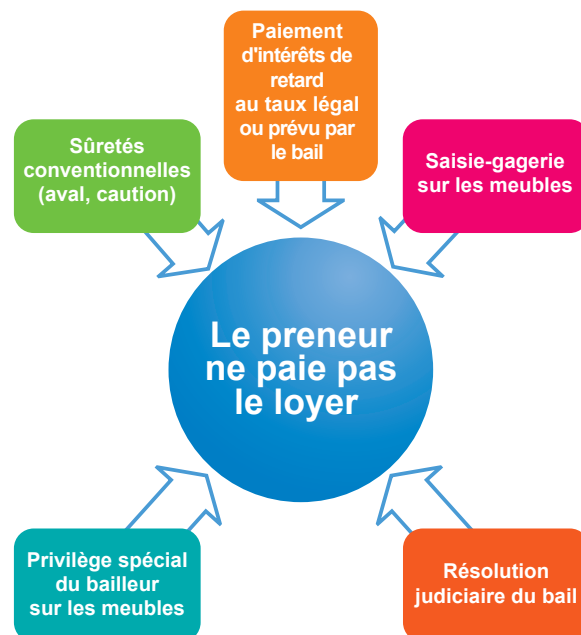 Paiement
d'intérêts de
retard
au taux légal
ou prévu par
le bail
Sûretés
conventionnelles
(aval, caution)
Saisie-gagerie
sur les meubles
Le preneur
ne paie pas
le loyer
Privilège spécial
du bailleur
sur les meubles
Résolution
judiciaire du bail